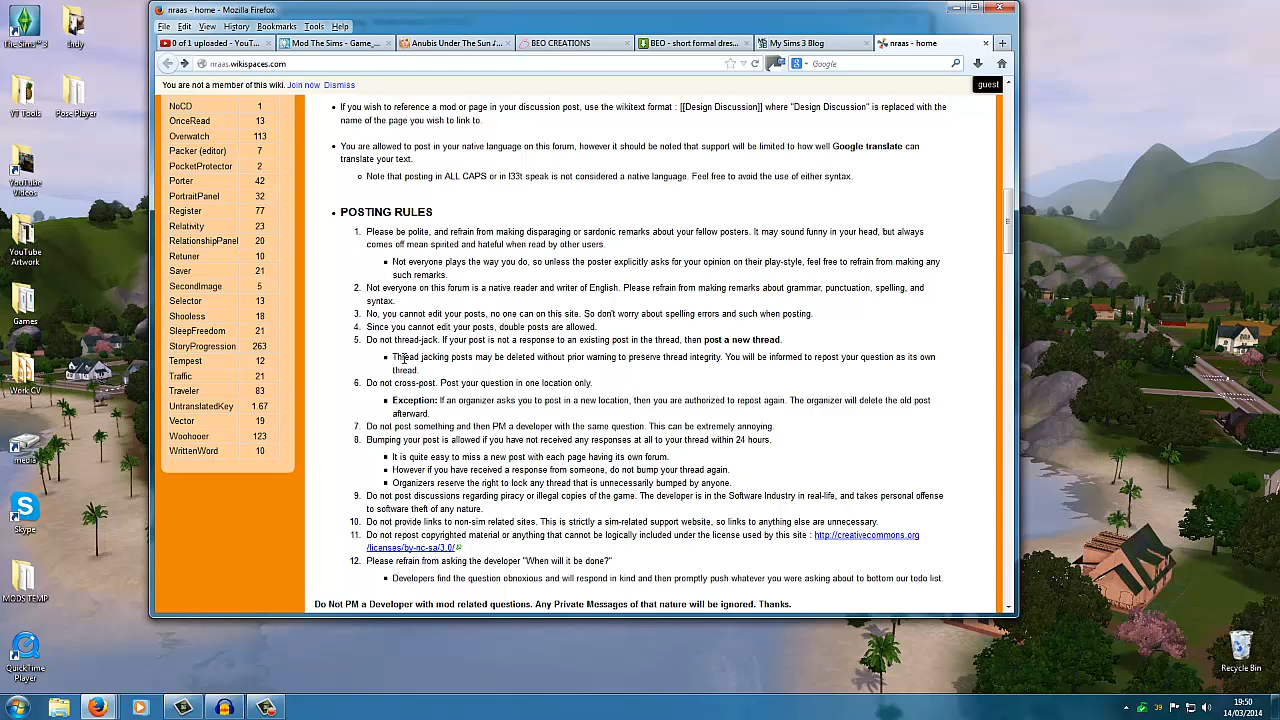 The Sims™ 3
Indy
VT Tools
Pose Player
YouTube Videos
YouTube Artwork
Games
Work CV
media
Skype
MODS TEMP
QuickTime Player
Recycle Bin
nraas - home - Mozilla Firefox
File Edit View History Bookmarks Tools Help
0 of 1 uploaded - YouT... Mod The Sims - Game_... Anubis Under The Sun BEO CREATIONS BEO - short formal dres... My Sims 3 Blog nraas - home
nraas.wikispaces.com Google
You are not a member of this wiki. Join now Dismiss guest
NoCD 1
OnceRead 13
Overwatch 113
Packer (editor) 7
PocketProtector 2
Porter 42
PortraitPanel 32
Register 77
Relativity 23
RelationshipPanel 20
Retuner 10
Saver 21
SecondImage 5
Selector 13
Shooless 18
SleepFreedom 21
StoryProgression 263
Tempest 12
Traffic 21
Traveler 83
UntranslatedKey 1.67
Vector 19
Woohooer 123
WrittenWord 10
If you wish to reference a mod or page in your discussion post, use the wikitext format : [[Design Discussion]] where "Design Discussion" is replaced with the
name of the page you wish to link to.
You are allowed to post in your native language on this forum, however it should be noted that support will be limited to how well Google translate can
translate your text.
Note that posting in ALL CAPS or in l33t speak is not considered a native language. Feel free to avoid the use of either syntax.
POSTING RULES
1. Please be polite, and refrain from making disparaging or sardonic remarks about your fellow posters. It may sound funny in your head, but always
comes off mean spirited and hateful when read by other users.
Not everyone plays the way you do, so unless the poster explicitly asks for your opinion on their play-style, feel free to refrain from making any
such remarks.
2. Not everyone on this forum is a native reader and writer of English. Please refrain from making remarks about grammar, punctuation, spelling, and
syntax.
3. No, you cannot edit your posts, no one can on this site. So don't worry about spelling errors and such when posting.
4. Since you cannot edit your posts, double posts are allowed.
5. Do not thread-jack. If your post is not a response to an existing post in the thread, then post a new thread.
Thread jacking posts may be deleted without prior warning to preserve thread integrity. You will be informed to repost your question as its own
thread.
6. Do not cross-post. Post your question in one location only.
Exception: If an organizer asks you to post in a new location, then you are authorized to repost again. The organizer will delete the old post
afterward.
7. Do not post something and then PM a developer with the same question. This can be extremely annoying.
8. Bumping your post is allowed if you have not received any responses at all to your thread within 24 hours.
It is quite easy to miss a new post with each page having its own forum.
However if you have received a response from someone, do not bump your thread again.
Organizers reserve the right to lock any thread that is unnecessarily bumped by anyone.
9. Do not post discussions regarding piracy or illegal copies of the game. The developer is in the Software Industry in real-life, and takes personal offense
to software theft of any nature.
10. Do not provide links to non-sim related sites. This is strictly a sim-related support website, so links to anything else are unnecessary.
11. Do not repost copyrighted material or anything that cannot be logically included under the license used by this site : http://creativecommons.org
/licenses/by-nc-sa/3.0/
12. Please refrain from asking the developer "When will it be done?"
Developers find the question obnoxious and will respond in kind and then promptly push whatever you were asking about to bottom our todo list.
Do Not PM a Developer with mod related questions. Any Private Messages of that nature will be ignored. Thanks.
39
19:50
14/03/2014